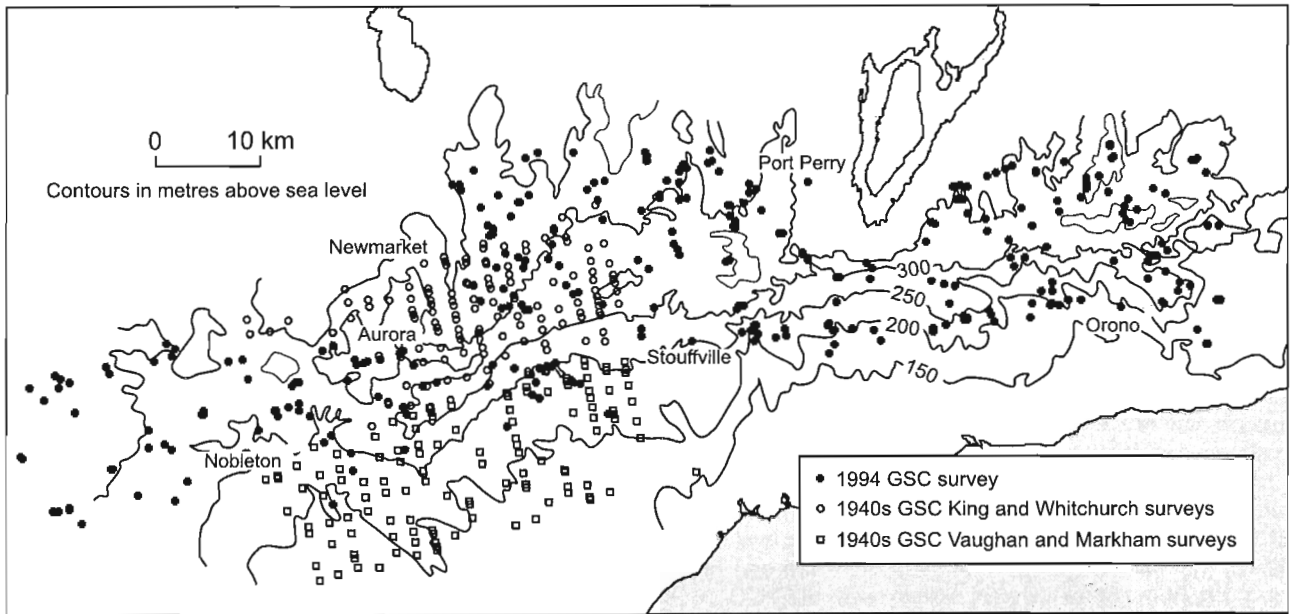 0 10 km
Contours in metres above sea level
Port Perry
Newmarket
300
250
Aurora
200
Orono
Stouffville
150
Nobleton
1994 GSC survey
1940s GSC King and Whitchurch surveys
1940s GSC Vaughan and Markham surveys